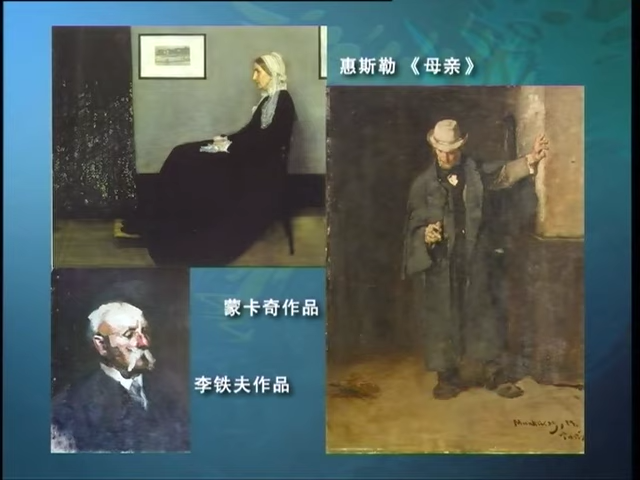 惠斯勒 《母亲》
蒙卡奇作品
李铁夫作品